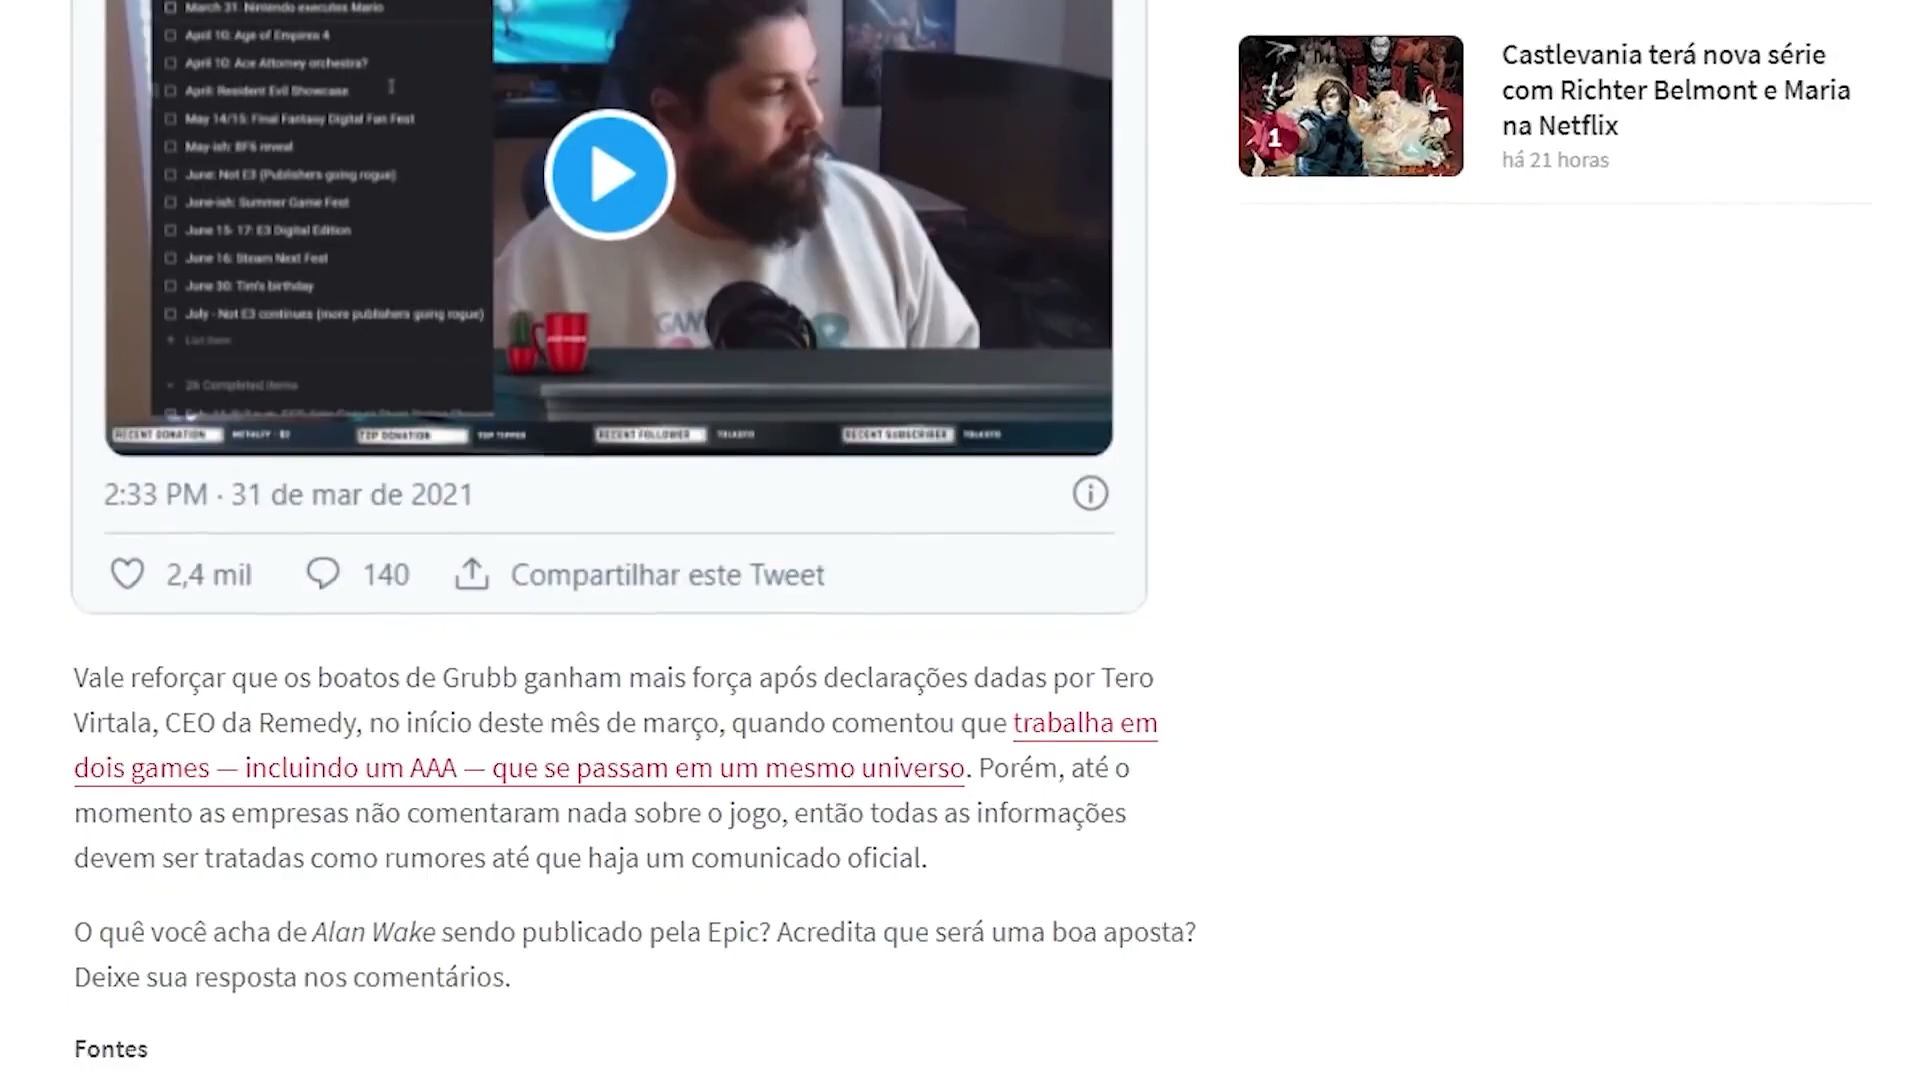 March 31: Nintendo executes Mario
April 10: Age of Empires 4
April 10: Ace Attorney orchestra?
April: Resident Evil Showcase
May 14/15: Final Fantasy Digital Fan Fest
May-ish: BF6 reveal
June: Not E3 (Publishers going rogue)
June-ish: Summer Game Fest
June 15- 17: E3 Digital Edition
June 16: Steam Next Fest
June 30: Tim's birthday
July - Not E3 continues (more publishers going rogue)
List item
26 Completed items
RECENT DONATION
TOP DONATION
TOP TIPPER
RECENT FOLLOWER
RECENT SUBSCRIBER
2:33 PM · 31 de mar de 2021
2,4 mil 140 Compartilhar este Tweet
Vale reforçar que os boatos de Grubb ganham mais força após declarações dadas por Tero
Virtala, CEO da Remedy, no início deste mês de março, quando comentou que trabalha em
dois games — incluindo um AAA — que se passam em um mesmo universo. Porém, até o
momento as empresas não comentaram nada sobre o jogo, então todas as informações
devem ser tratadas como rumores até que haja um comunicado oficial.
O quê você acha de Alan Wake sendo publicado pela Epic? Acredita que será uma boa aposta?
Deixe sua resposta nos comentários.
Fontes
1
Castlevania terá nova série
com Richter Belmont e Maria
na Netflix
há 21 horas